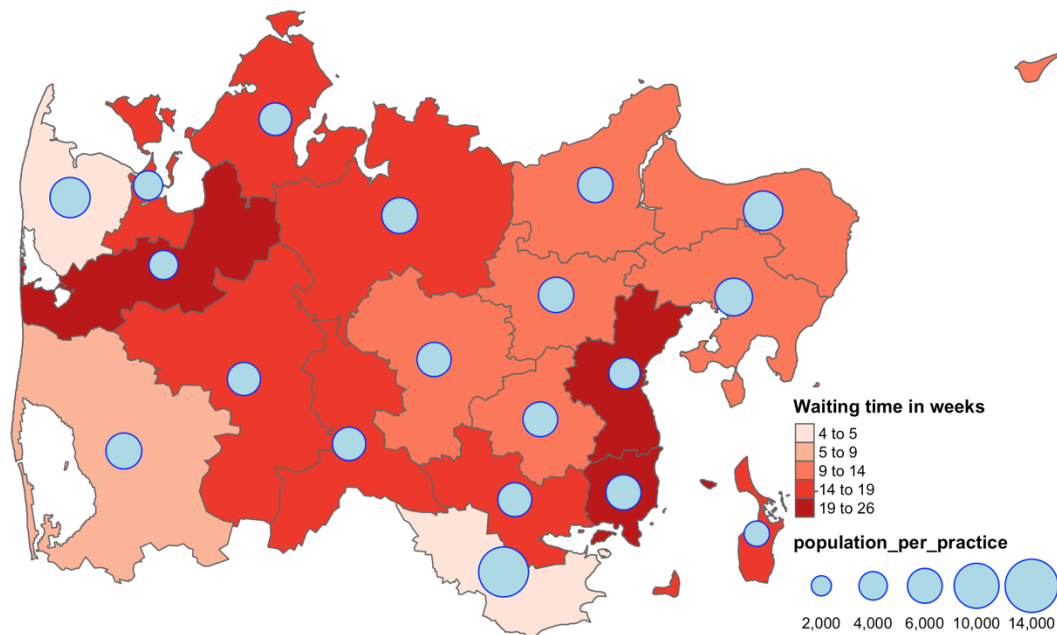 Waiting time in weeks
4 to 5
5 to 9
9 to 14
14 to 19
19 to 26
population_per_practice
2,000 4,000 6,000 10,000 14,000